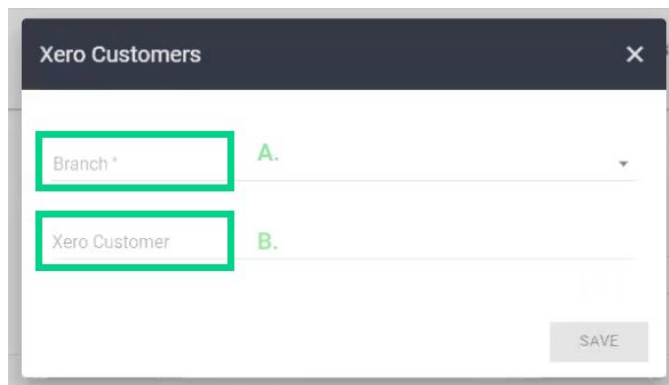 Xero Customers
Branch * A.
Xero Customer B.
SAVE